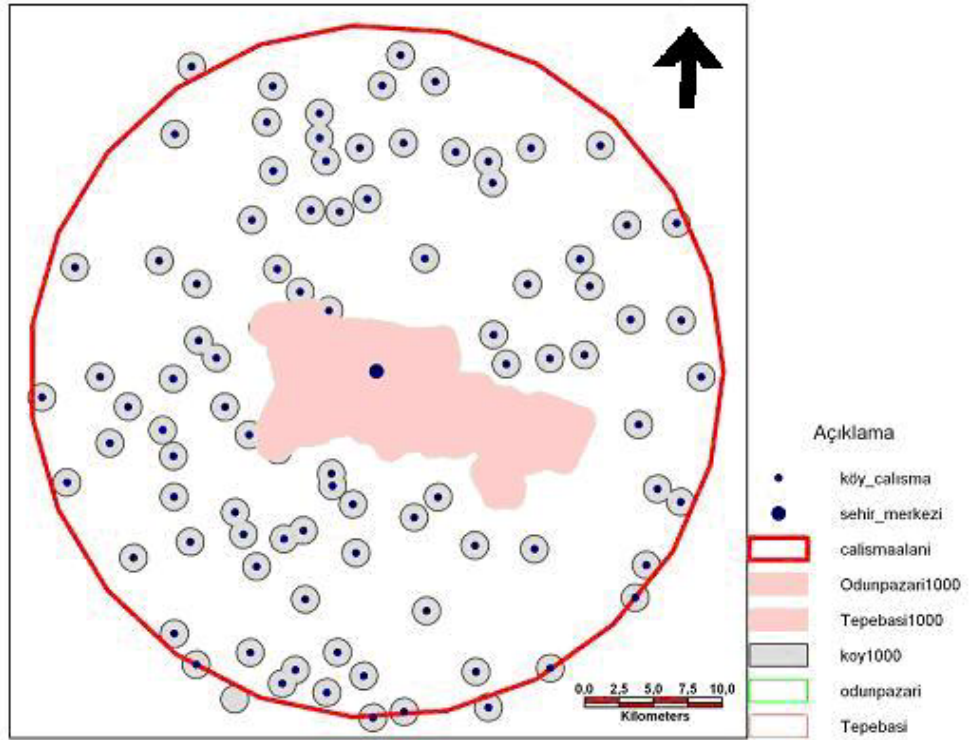 Açıklama
köy_calısma
sehir_merkezi
calismaalani
Odunpazari1000
Tepebasi1000
koy1000
odunpazari
Tepebasi
0,0 2,5 5,0 7,5 10,0
Kilometers